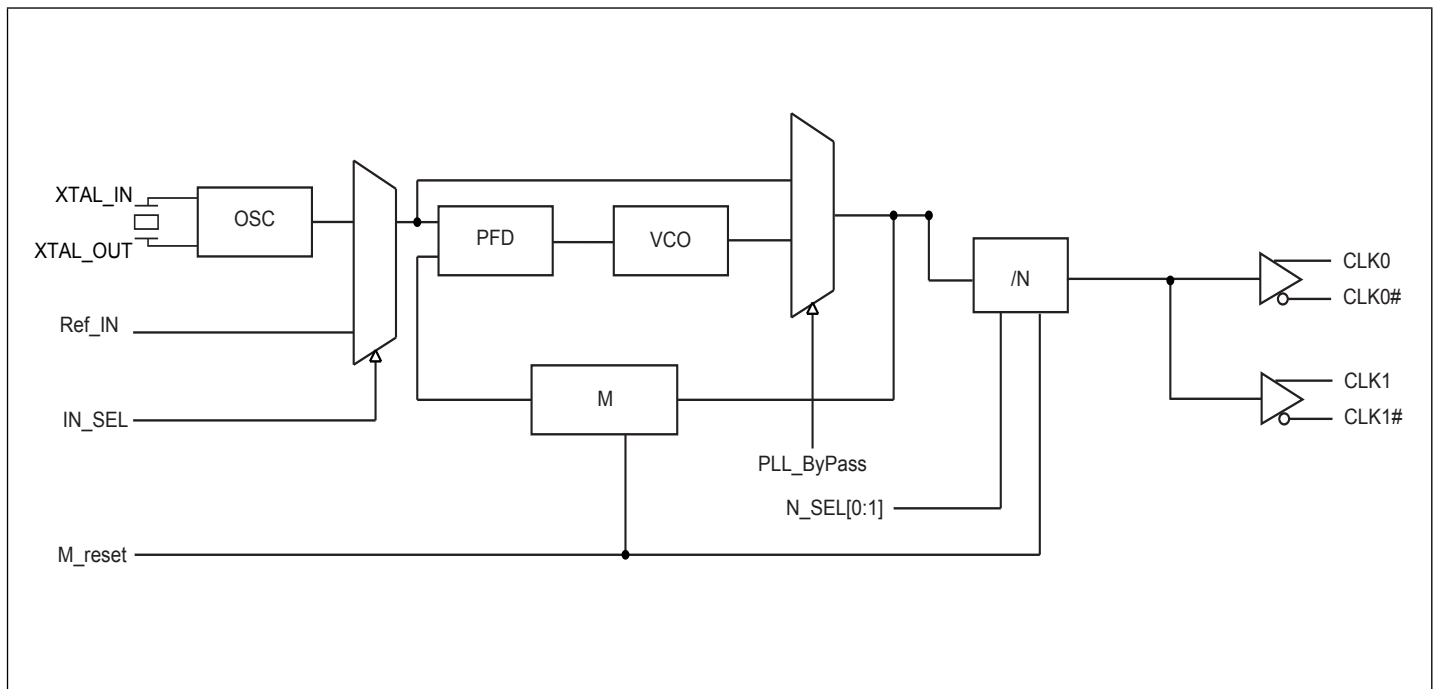 XTAL_IN
XTAL_OUT
OSC
PFD
VCO
/N
CLK0
CLK0#
Ref_IN
M
CLK1
CLK1#
IN_SEL
PLL_ByPass
N_SEL[0:1]
M_reset